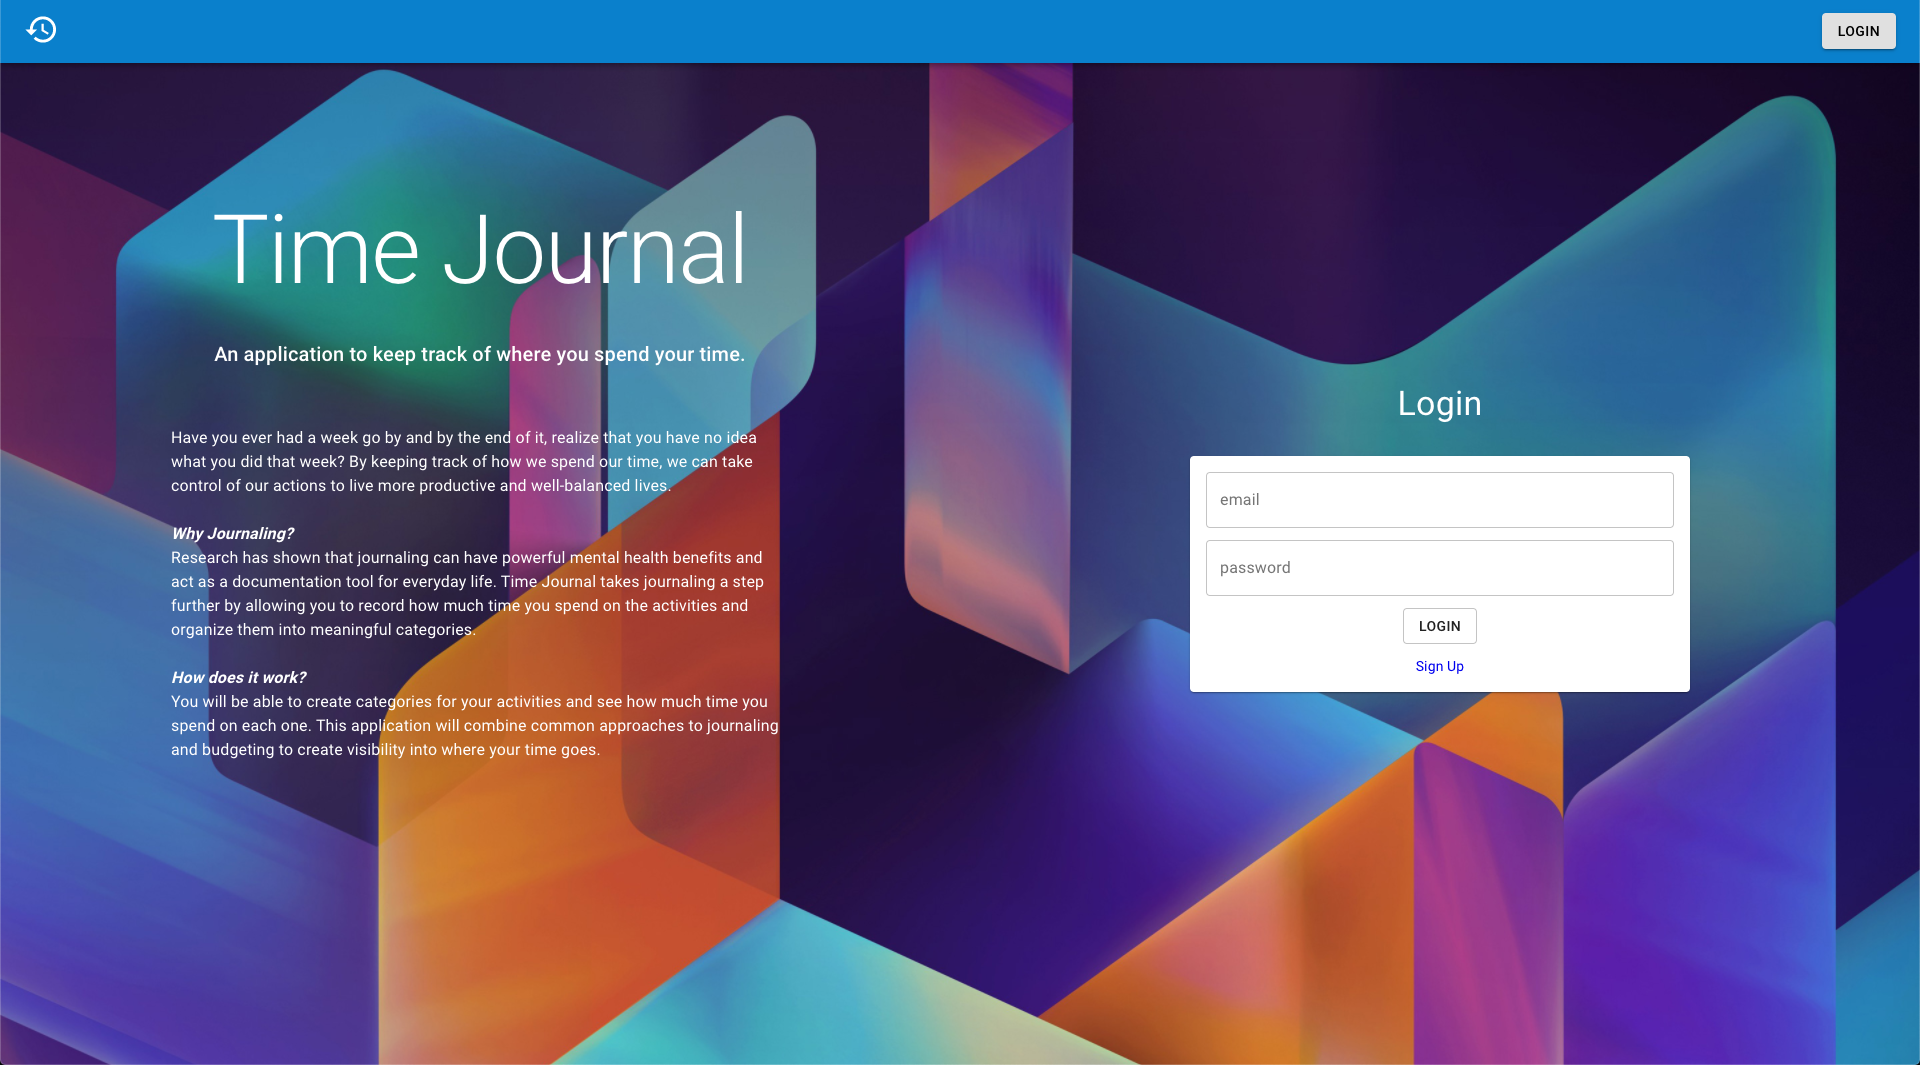 LOGIN
Time Journal
An application to keep track of where you spend your time.
Have you ever had a week go by and by the end of it, realize that you have no idea
what you did that week? By keeping track of how we spend our time, we can take
control of our actions to live more productive and well-balanced lives.
Why Journaling?
Research has shown that journaling can have powerful mental health benefits and
act as a documentation tool for everyday life. Time Journal takes journaling a step
further by allowing you to record how much time you spend on the activities and
organize them into meaningful categories.
How does it work?
You will be able to create categories for your activities and see how much time you
spend on each one. This application will combine common approaches to journaling
and budgeting to create visibility into where your time goes.
Login
email
password
LOGIN
Sign Up